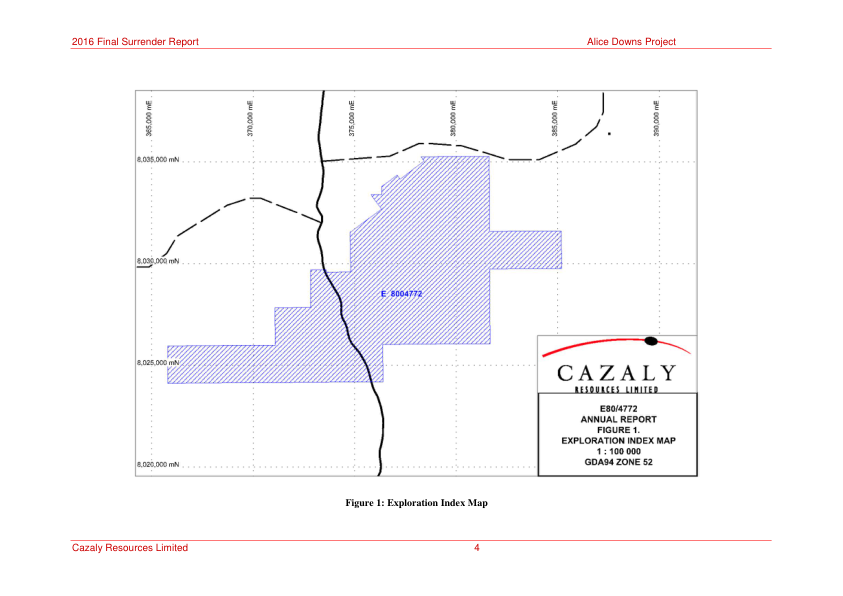 2016 Final Surrender Report
Alice Downs Project
365,000 mE
370,000 mE
375,000 mE
380,000 mE
385,000 mE
390,000 mE
8,035,000 mN
8,030,000 mN
E 8004772
8,025,000 mN
8,020,000 mN
CAZALY
RESOURCES LIMITED
E80/4772
ANNUAL REPORT
FIGURE 1.
EXPLORATION INDEX MAP
1 : 100 000
GDA94 ZONE 52
Figure 1: Exploration Index Map
Cazaly Resources Limited
4